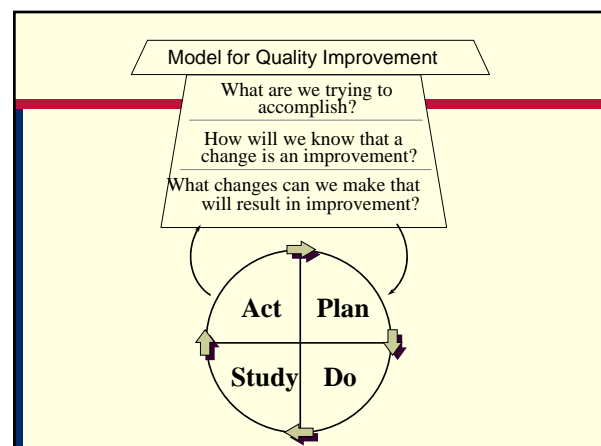 Model for Quality Improvement
What are we trying to
accomplish?
How will we know that a
change is an improvement?
What changes can we make that
will result in improvement?
Act Plan
Study Do